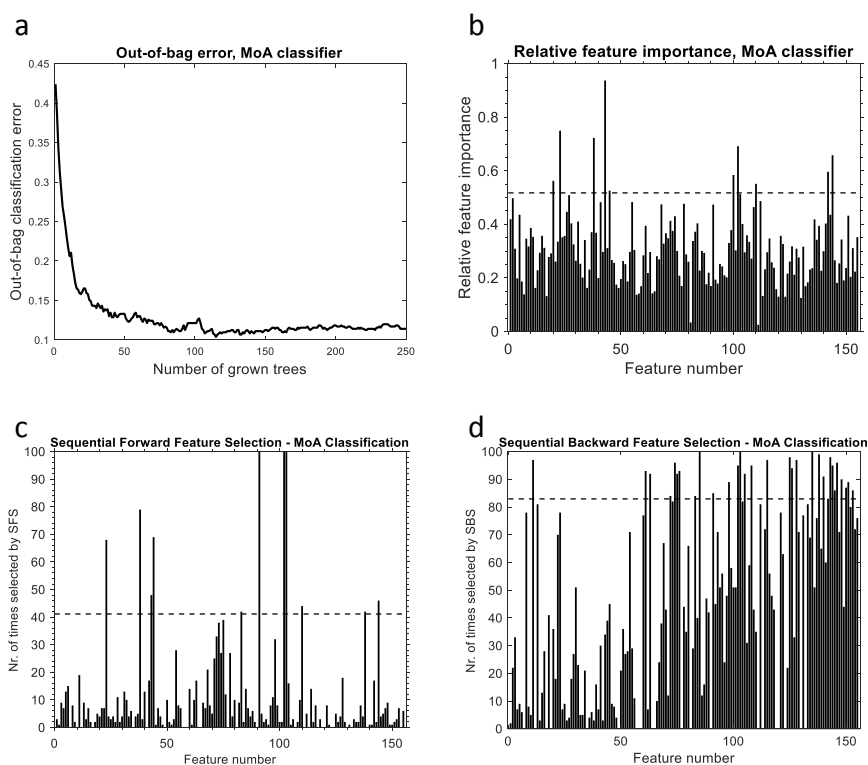 a
Out-of-bag error, MoA classifier
0.45
0.4
0.35
0.3
0.25
0.2
0.15
0.1
Out-of-bag classification error
0 50 100 150 200 250
Number of grown trees
b
Relative feature importance, MoA classifier
1
0.8
0.6
0.4
0.2
0
Relative feature importance
0 50 100 150
Feature number
c
Sequential Forward Feature Selection - MoA Classification
100
90
80
70
60
50
40
30
20
10
0
Nr. of times selected by SFS
0 50 100 150
Feature number
d
Sequential Backward Feature Selection - MoA Classification
100
90
80
70
60
50
40
30
20
10
0
Nr. of times selected by SBS
0 50 100 150
Feature number